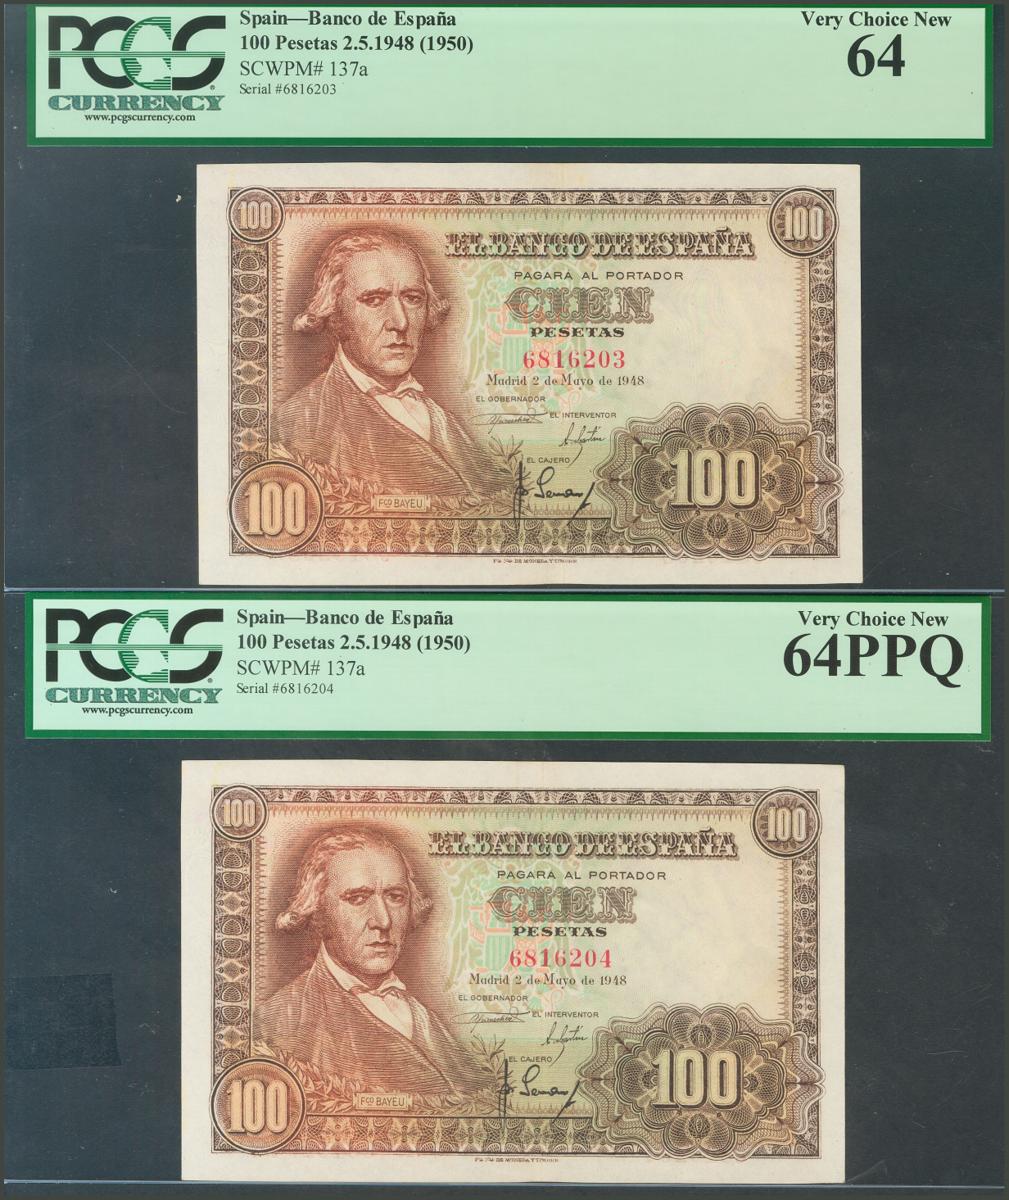 PCGS
CURRENCY
www.pcgscurrency.com
Spain—Banco de España
100 Pesetas 2.5.1948 (1950)
SCWPM# 137a
Serial #6816203
Very Choice New
64
100
100
EL BANCO DE ESPAÑA
PAGARA AL PORTADOR
CIEN
PESETAS
6816203
Madrid 2 de Mayo de 1948
EL GOBERNADOR
EL INTERVENTOR
EL CAJERO
100
FCO BAYEU
100
PCGS
CURRENCY
www.pcgscurrency.com
Spain—Banco de España
100 Pesetas 2.5.1948 (1950)
SCWPM# 137a
Serial #6816204
Very Choice New
64PPQ
100
100
EL BANCO DE ESPAÑA
PAGARA AL PORTADOR
CIEN
PESETAS
6816204
Madrid 2 de Mayo de 1948
EL GOBERNADOR
EL INTERVENTOR
EL CAJERO
100
FCO BAYEU
100